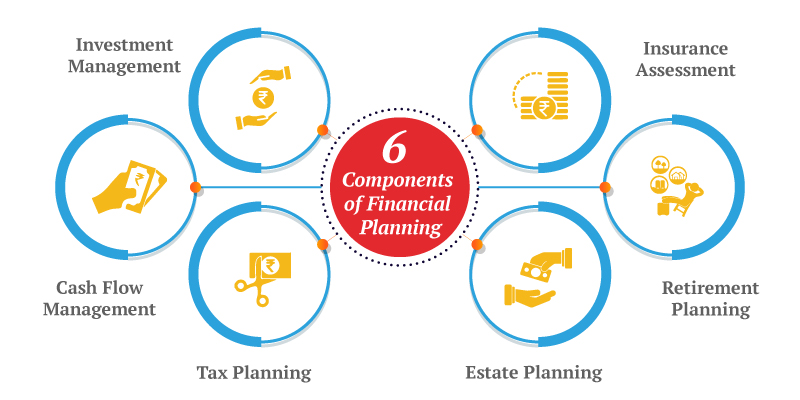 Investment
Management
Insurance
Assessment
6
Components
of Financial
Planning
₹
₹
₹
₹
Cash Flow
Management
Retirement
Planning
Tax Planning
Estate Planning